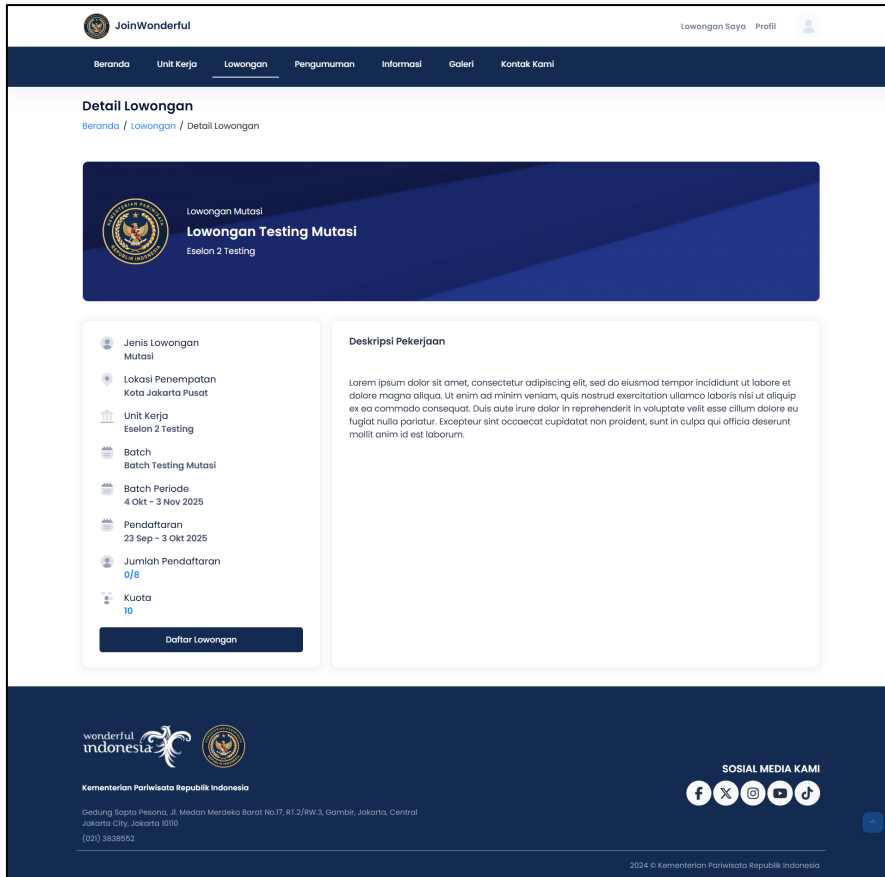 JoinWonderful
Lowongan Saya Profil
Beranda Unit Kerja Lowongan Pengumuman Informasi Galeri Kontak Kami
Detail Lowongan
Beranda / Lowongan / Detail Lowongan
KEMENTERIAN PARIWISATA
REPUBLIK INDONESIA
Lowongan Mutasi
Lowongan Testing Mutasi
Eselon 2 Testing
Jenis Lowongan
Mutasi
Lokasi Penempatan
Kota Jakarta Pusat
Unit Kerja
Eselon 2 Testing
Batch
Batch Testing Mutasi
Batch Periode
4 Okt - 3 Nov 2025
Pendaftaran
23 Sep - 3 Okt 2025
Jumlah Pendaftaran
0/8
Kuota
10
Daftar Lowongan
Deskripsi Pekerjaan
Lorem ipsum dolor sit amet, consectetur adipiscing elit, sed do eiusmod tempor incididunt ut labore et
dolore magna aliqua. Ut enim ad minim veniam, quis nostrud exercitation ullamco laboris nisi ut aliquip
ex ea commodo consequat. Duis aute irure dolor in reprehenderit in voluptate velit esse cillum dolore eu
fugiat nulla pariatur. Excepteur sint occaecat cupidatat non proident, sunt in culpa qui officia deserunt
mollit anim id est laborum.
wonderful
indonesia
Kementerian Pariwisata Republik Indonesia
Gedung Sapta Pesona, Jl. Medan Merdeka Barat No.17, RT.2/RW.3, Gambir, Jakarta, Central
Jakarta City, Jakarta 10110
(021) 3838552
SOSIAL MEDIA KAMI
2024 © Kementerian Pariwisata Republik Indonesia